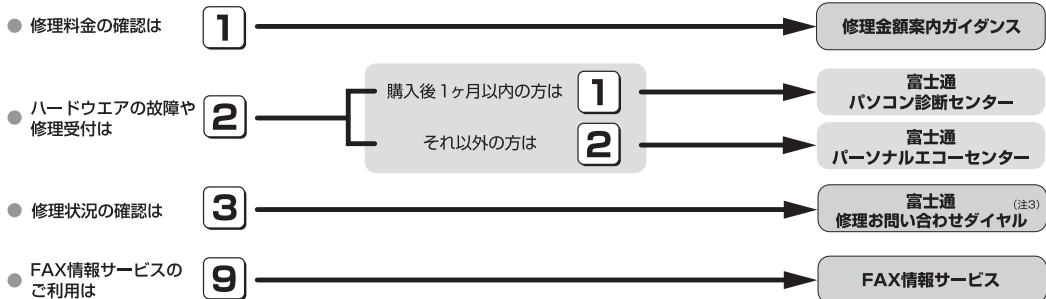 ● 修理料金の確認は 1 修理金額案内ガイダンス
● ハードウエアの故障や
修理受付は 2
購入後1ヶ月以内の方は 1
富士通
パソコン診断センター
それ以外の方は 2
富士通
パーソナルエコーセンター
● 修理状況の確認は 3
富士通 (注3)
修理お問い合わせダイヤル
● FAX情報サービスの
ご利用は 9
FAX情報サービス